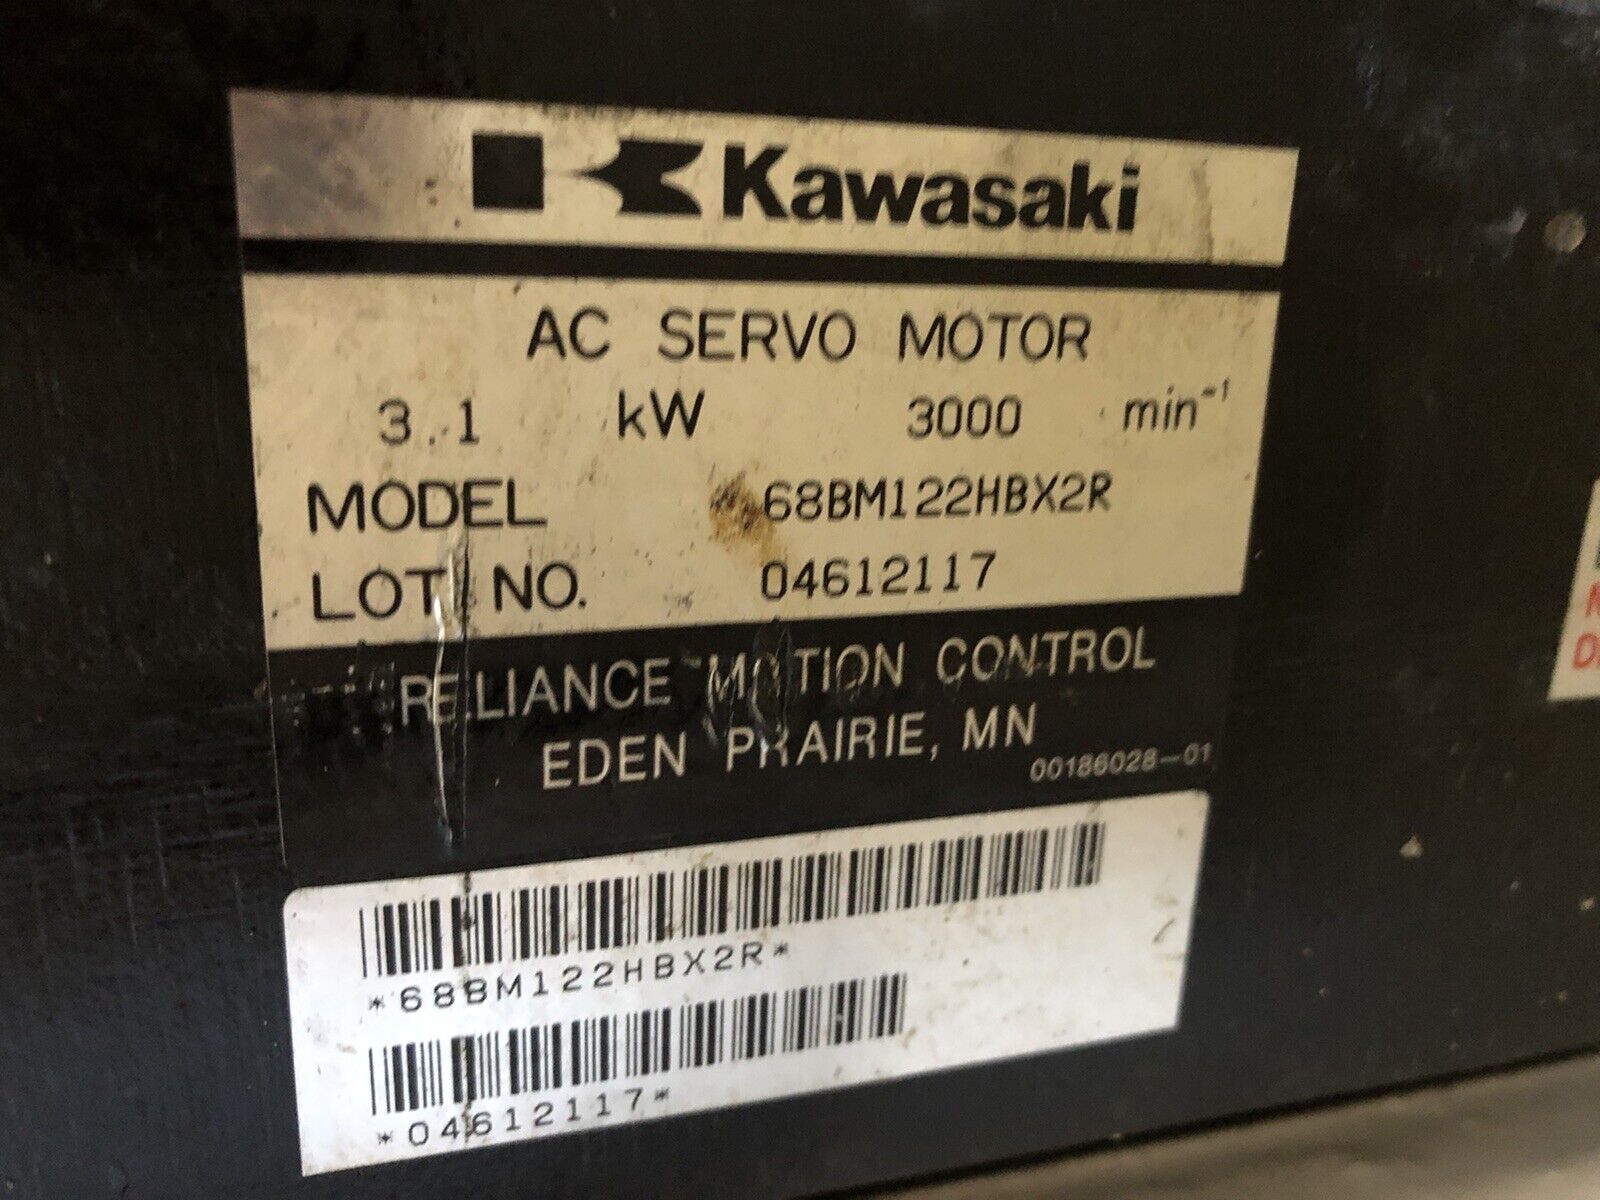 Kawasaki
AC SERVO MOTOR
3.1 kW 3000 min⁻¹
MODEL 68BM122HBX2R
LOT NO. 04612117
RELIANCE MOTION CONTROL
EDEN PRAIRIE, MN
00186028-01
*68BM122HBX2R*
*04612117*